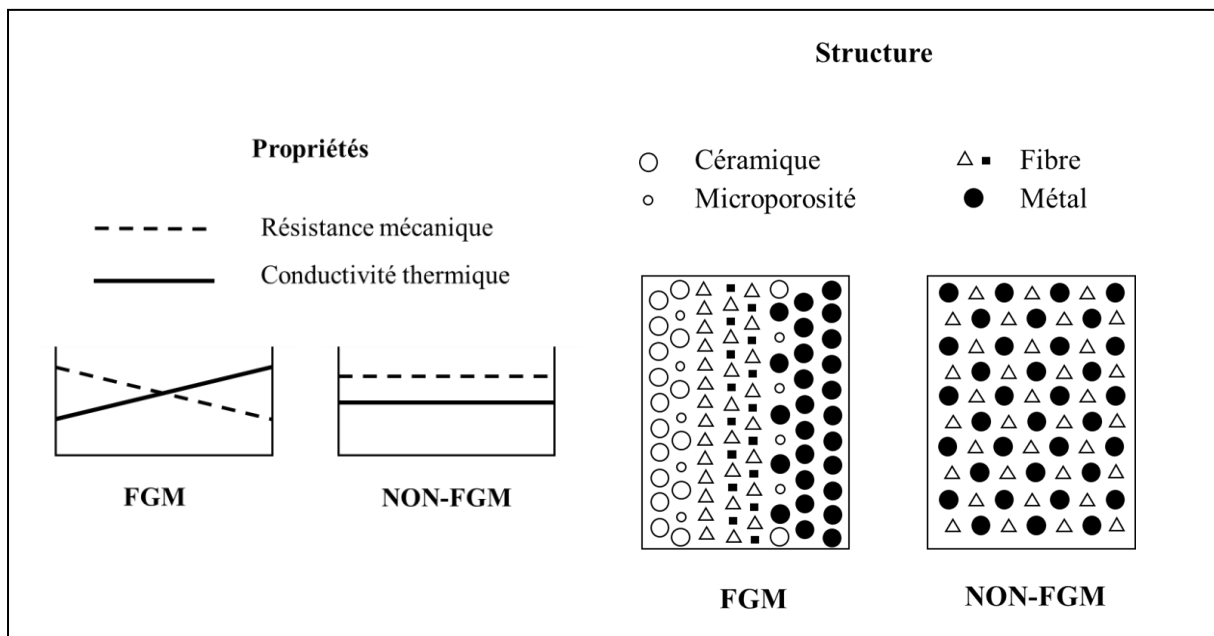 Structure
Propriétés
Céramique
Fibre
Microporosité
Métal
Résistance mécanique
Conductivité thermique
FGM
NON-FGM
FGM
NON-FGM